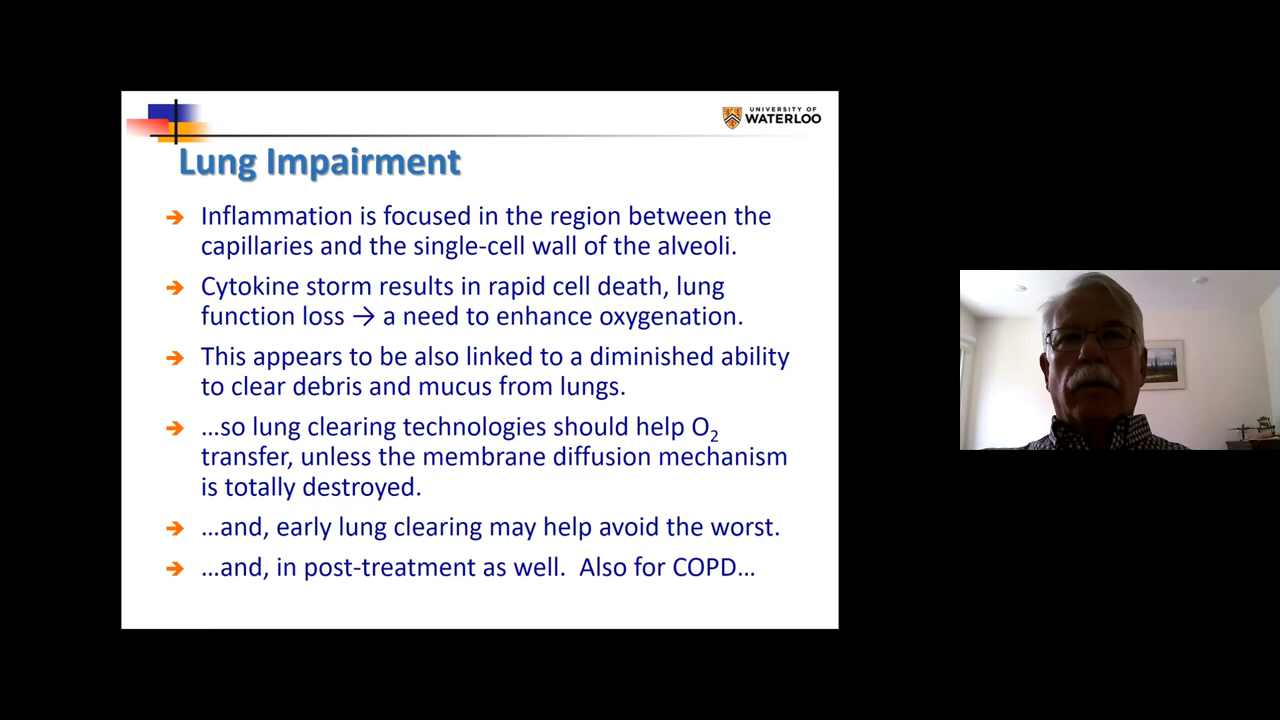 UNIVERSITY OF
WATERLOO
Lung Impairment
➔ Inflammation is focused in the region between the
capillaries and the single-cell wall of the alveoli.
➔ Cytokine storm results in rapid cell death, lung
function loss → a need to enhance oxygenation.
➔ This appears to be also linked to a diminished ability
to clear debris and mucus from lungs.
➔ …so lung clearing technologies should help O₂
transfer, unless the membrane diffusion mechanism
is totally destroyed.
➔ …and, early lung clearing may help avoid the worst.
➔ …and, in post-treatment as well.  Also for COPD…